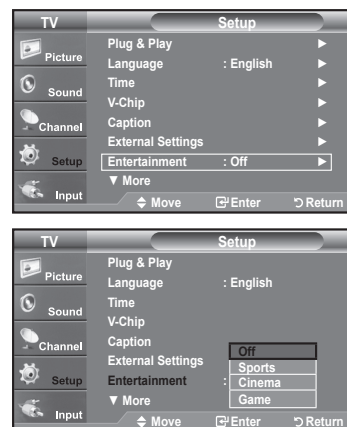 TV Setup
Picture
Sound
Channel
Setup
Input
Plug & Play ►
Language : English ►
Time ►
V-Chip ►
Caption ►
External Settings ►
Entertainment : Off ►
▼ More
Move Enter Return
TV Setup
Picture
Sound
Channel
Setup
Input
Plug & Play
Language : English
Time
V-Chip
Caption
External Settings
Entertainment :
▼ More
Off
Sports
Cinema
Game
Move Enter Return